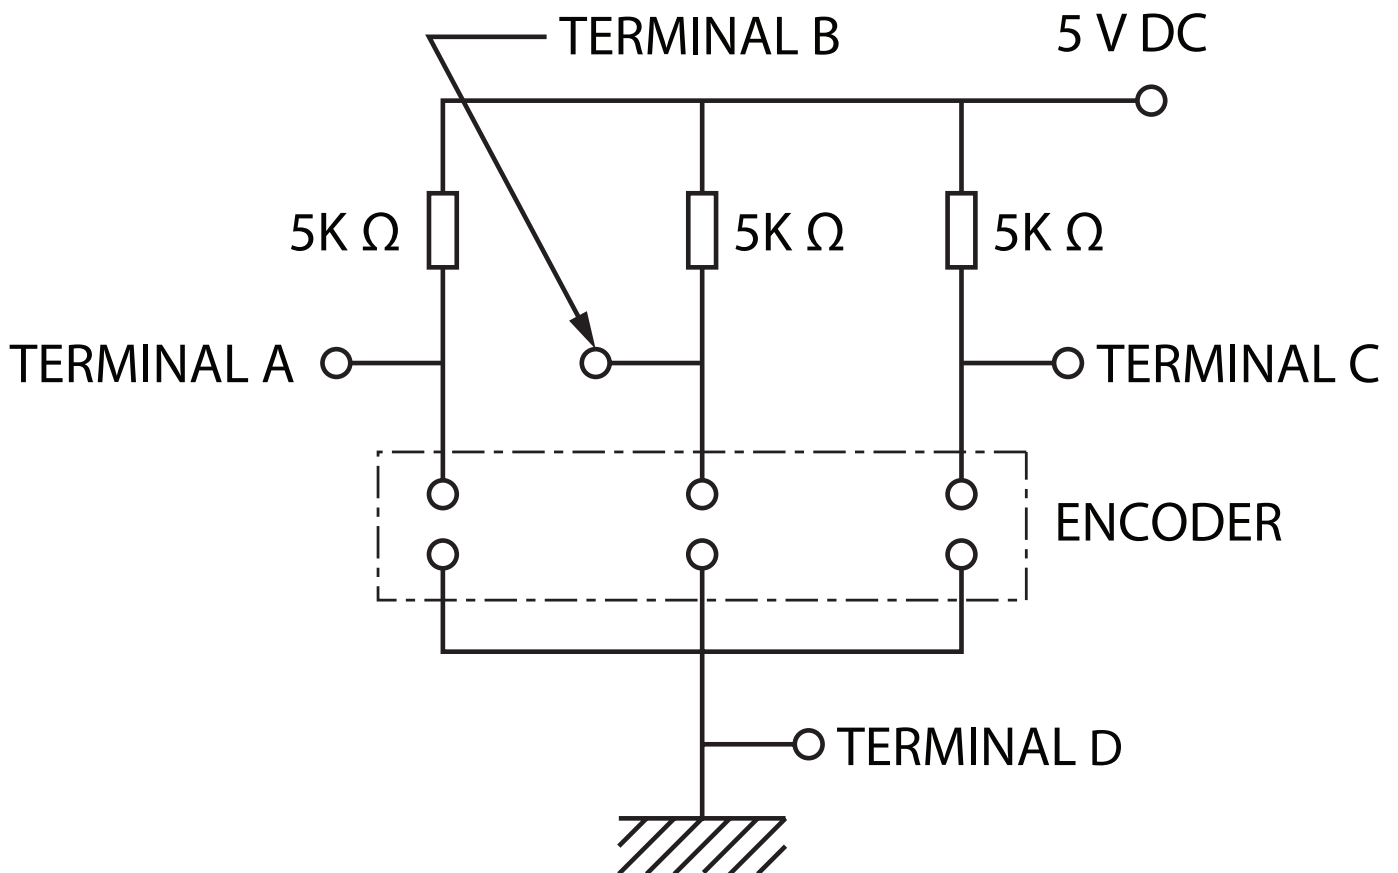 TERMINAL B
5 V DC
5K Ω
5K Ω
5K Ω
TERMINAL A
TERMINAL C
ENCODER
TERMINAL D